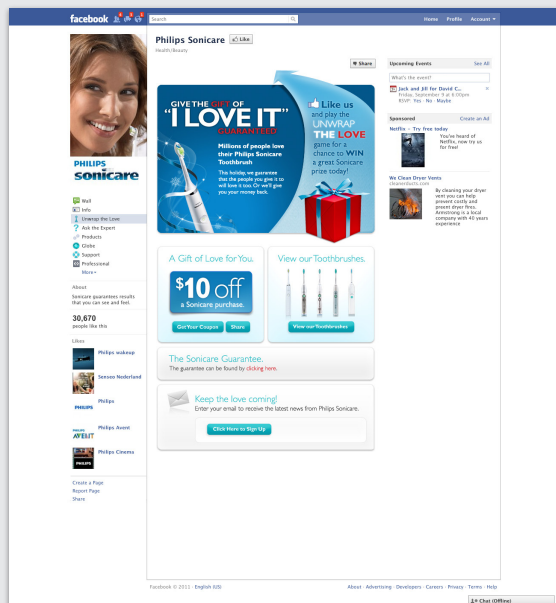 facebook
Search
Home Profile Account
Philips Sonicare Like
Health/Beauty
Share
PHILIPS
sonicare
Wall
Info
Unwrap the Love
Ask the Expert
Products
Globe
Support
Professional
More
About
Sonicare guarantees results
that you can see and feel.
30,670
people like this
Likes
Philips wakeup
Senseo Nederland
PHILIPS
Philips
PHILIPS
AVENT
Philips Avent
PHILIPS
Philips Cinema
Create a Page
Report Page
Share
GIVE THE GIFT OF
"I LOVE IT"
GUARANTEED
Millions of people love
their Philips Sonicare
Toothbrush
This holiday, we guarantee
that the people you give it to
will love it too. Or we'll give
you your money back.
Like us
and play the
UNWRAP
THE LOVE
game for a
chance to WIN
a great Sonicare
prize today!
A Gift of Love for You.
$10 off
a Sonicare purchase.
Get Your Coupon Share
View our Toothbrushes.
View our Toothbrushes
The Sonicare Guarantee.
The guarantee can be found by clicking here.
Keep the love coming!
Enter your email to receive the latest news from Philips Sonicare.
Click Here to Sign Up
Upcoming Events See All
What's the event?
Jack and Jill for David C...
Friday, September 9 at 6:00pm
RSVP: Yes · No · Maybe
Sponsored Create an Ad
Netflix - Try free today
You've heard of
Netflix, now try us
for free!
We Clean Dryer Vents
cleanerducts.com
By cleaning your dryer
vent you can help
prevent costly and
present dryer fires.
Armstrong is a local
company with 40 years
experience
Facebook © 2011 · English (US)
About · Advertising · Developers · Careers · Privacy · Terms · Help
Chat (Offline)